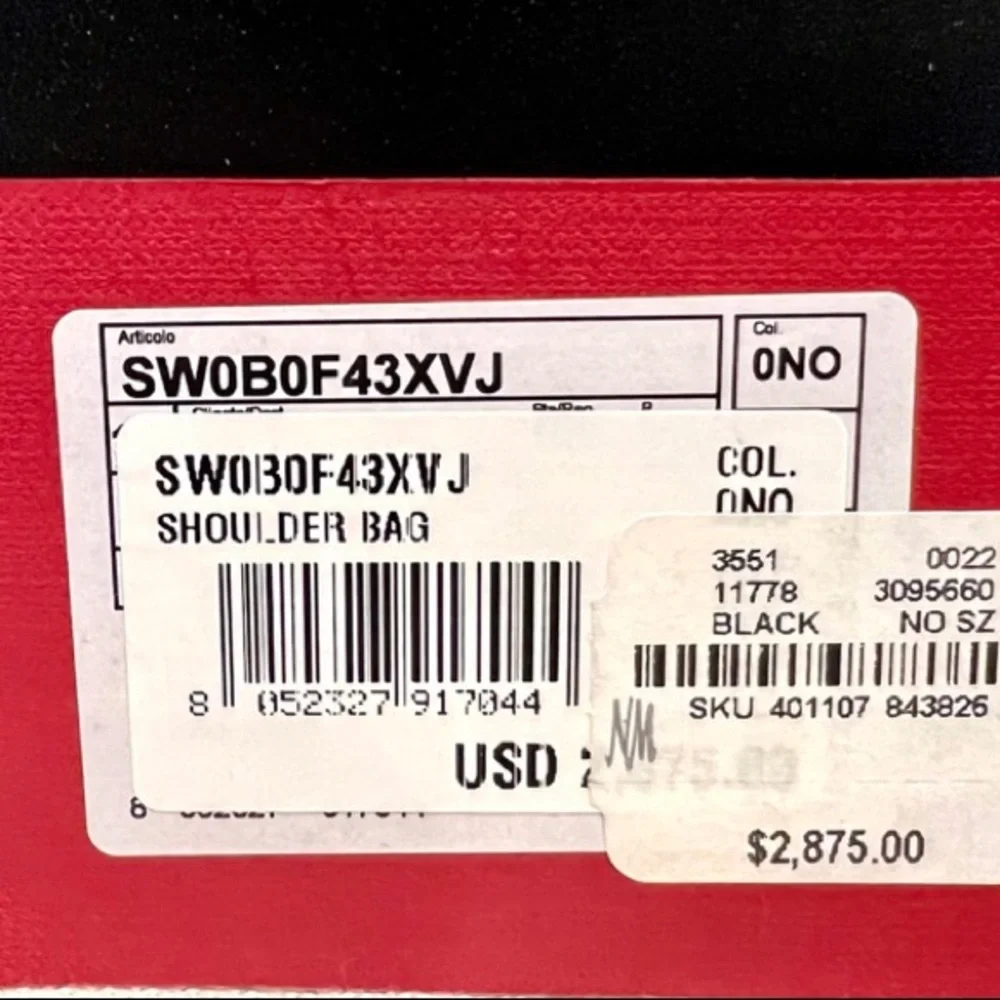 Articolo
SW0B0F43XVJ
Col.
0NO
SW0B0F43XVJ
COL.
0NO
SHOULDER BAG
8 052327 917044
USD
3551 0022
11778 3095660
BLACK NO SZ
SKU 401107 843826
NM
$2,875.00